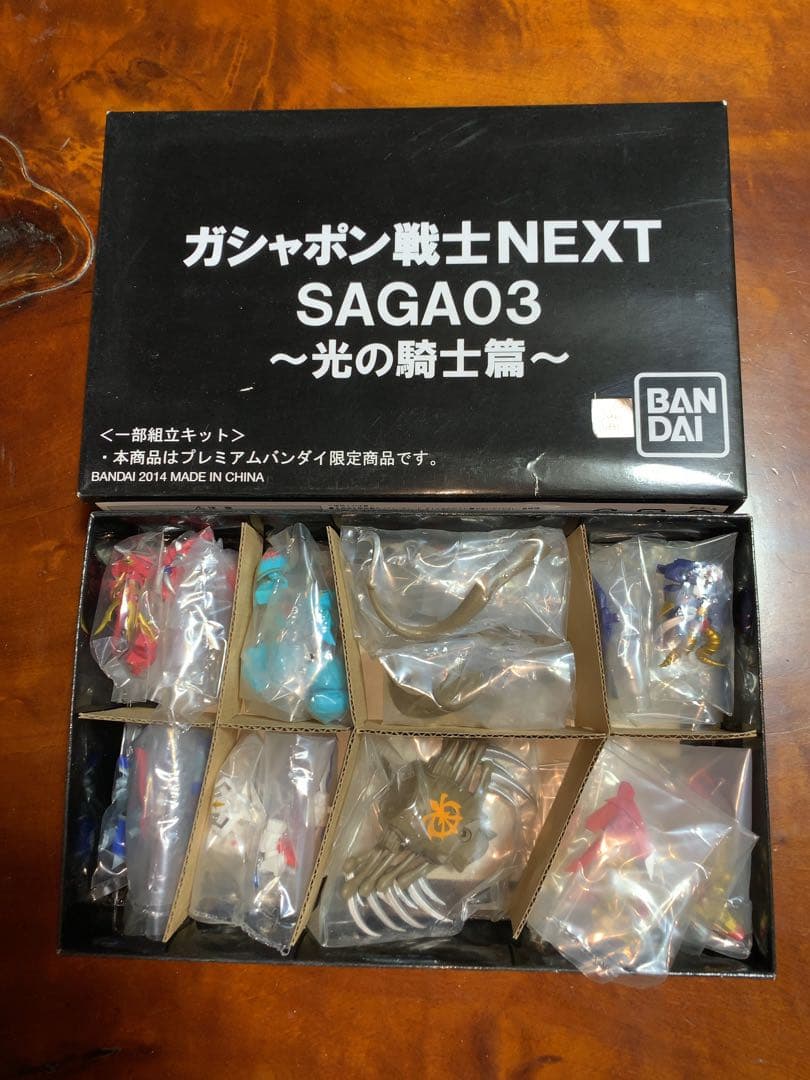 ガシャポン戦士NEXT
SAGA03
～光の騎士篇～
＜一部組立キット＞
・本商品はプレミアムバンダイ限定商品です。
BANDAI 2014 MADE IN CHINA
BAN
DAI